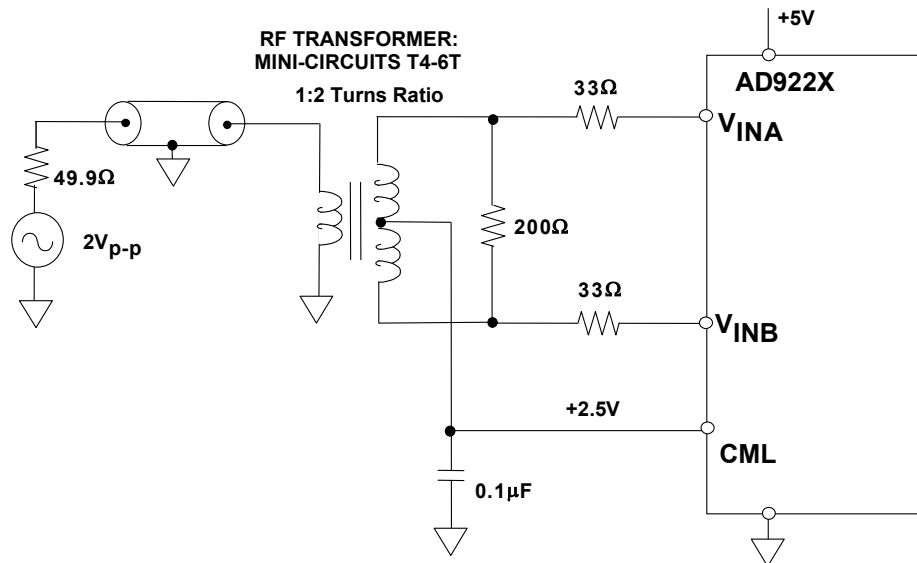 +5V
RF TRANSFORMER:
MINI-CIRCUITS T4-6T
1:2 Turns Ratio
33Ω
AD922X
VINA
49.9Ω
2Vp-p
200Ω
33Ω
VINB
+2.5V
CML
0.1μF